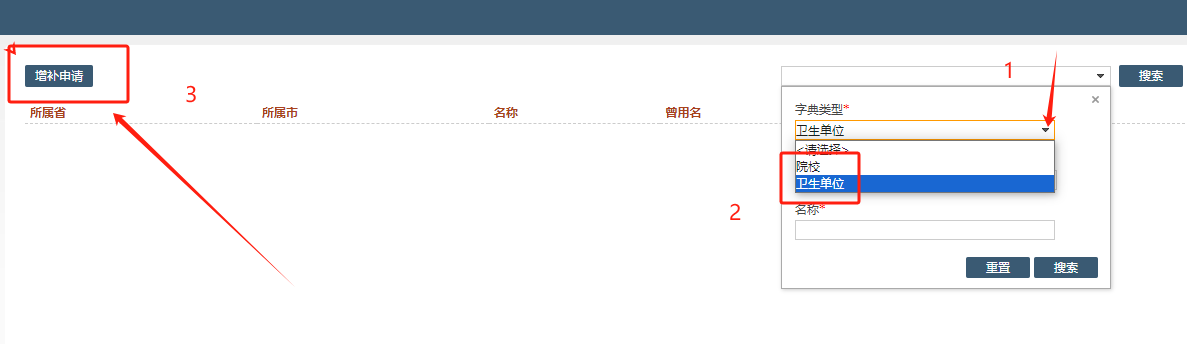 增补申请
搜索
1
3
所属省
所属市
名称
曾用名
字典类型*
卫生单位
<请选择>
院校
卫生单位
2
名称*
重置
搜索